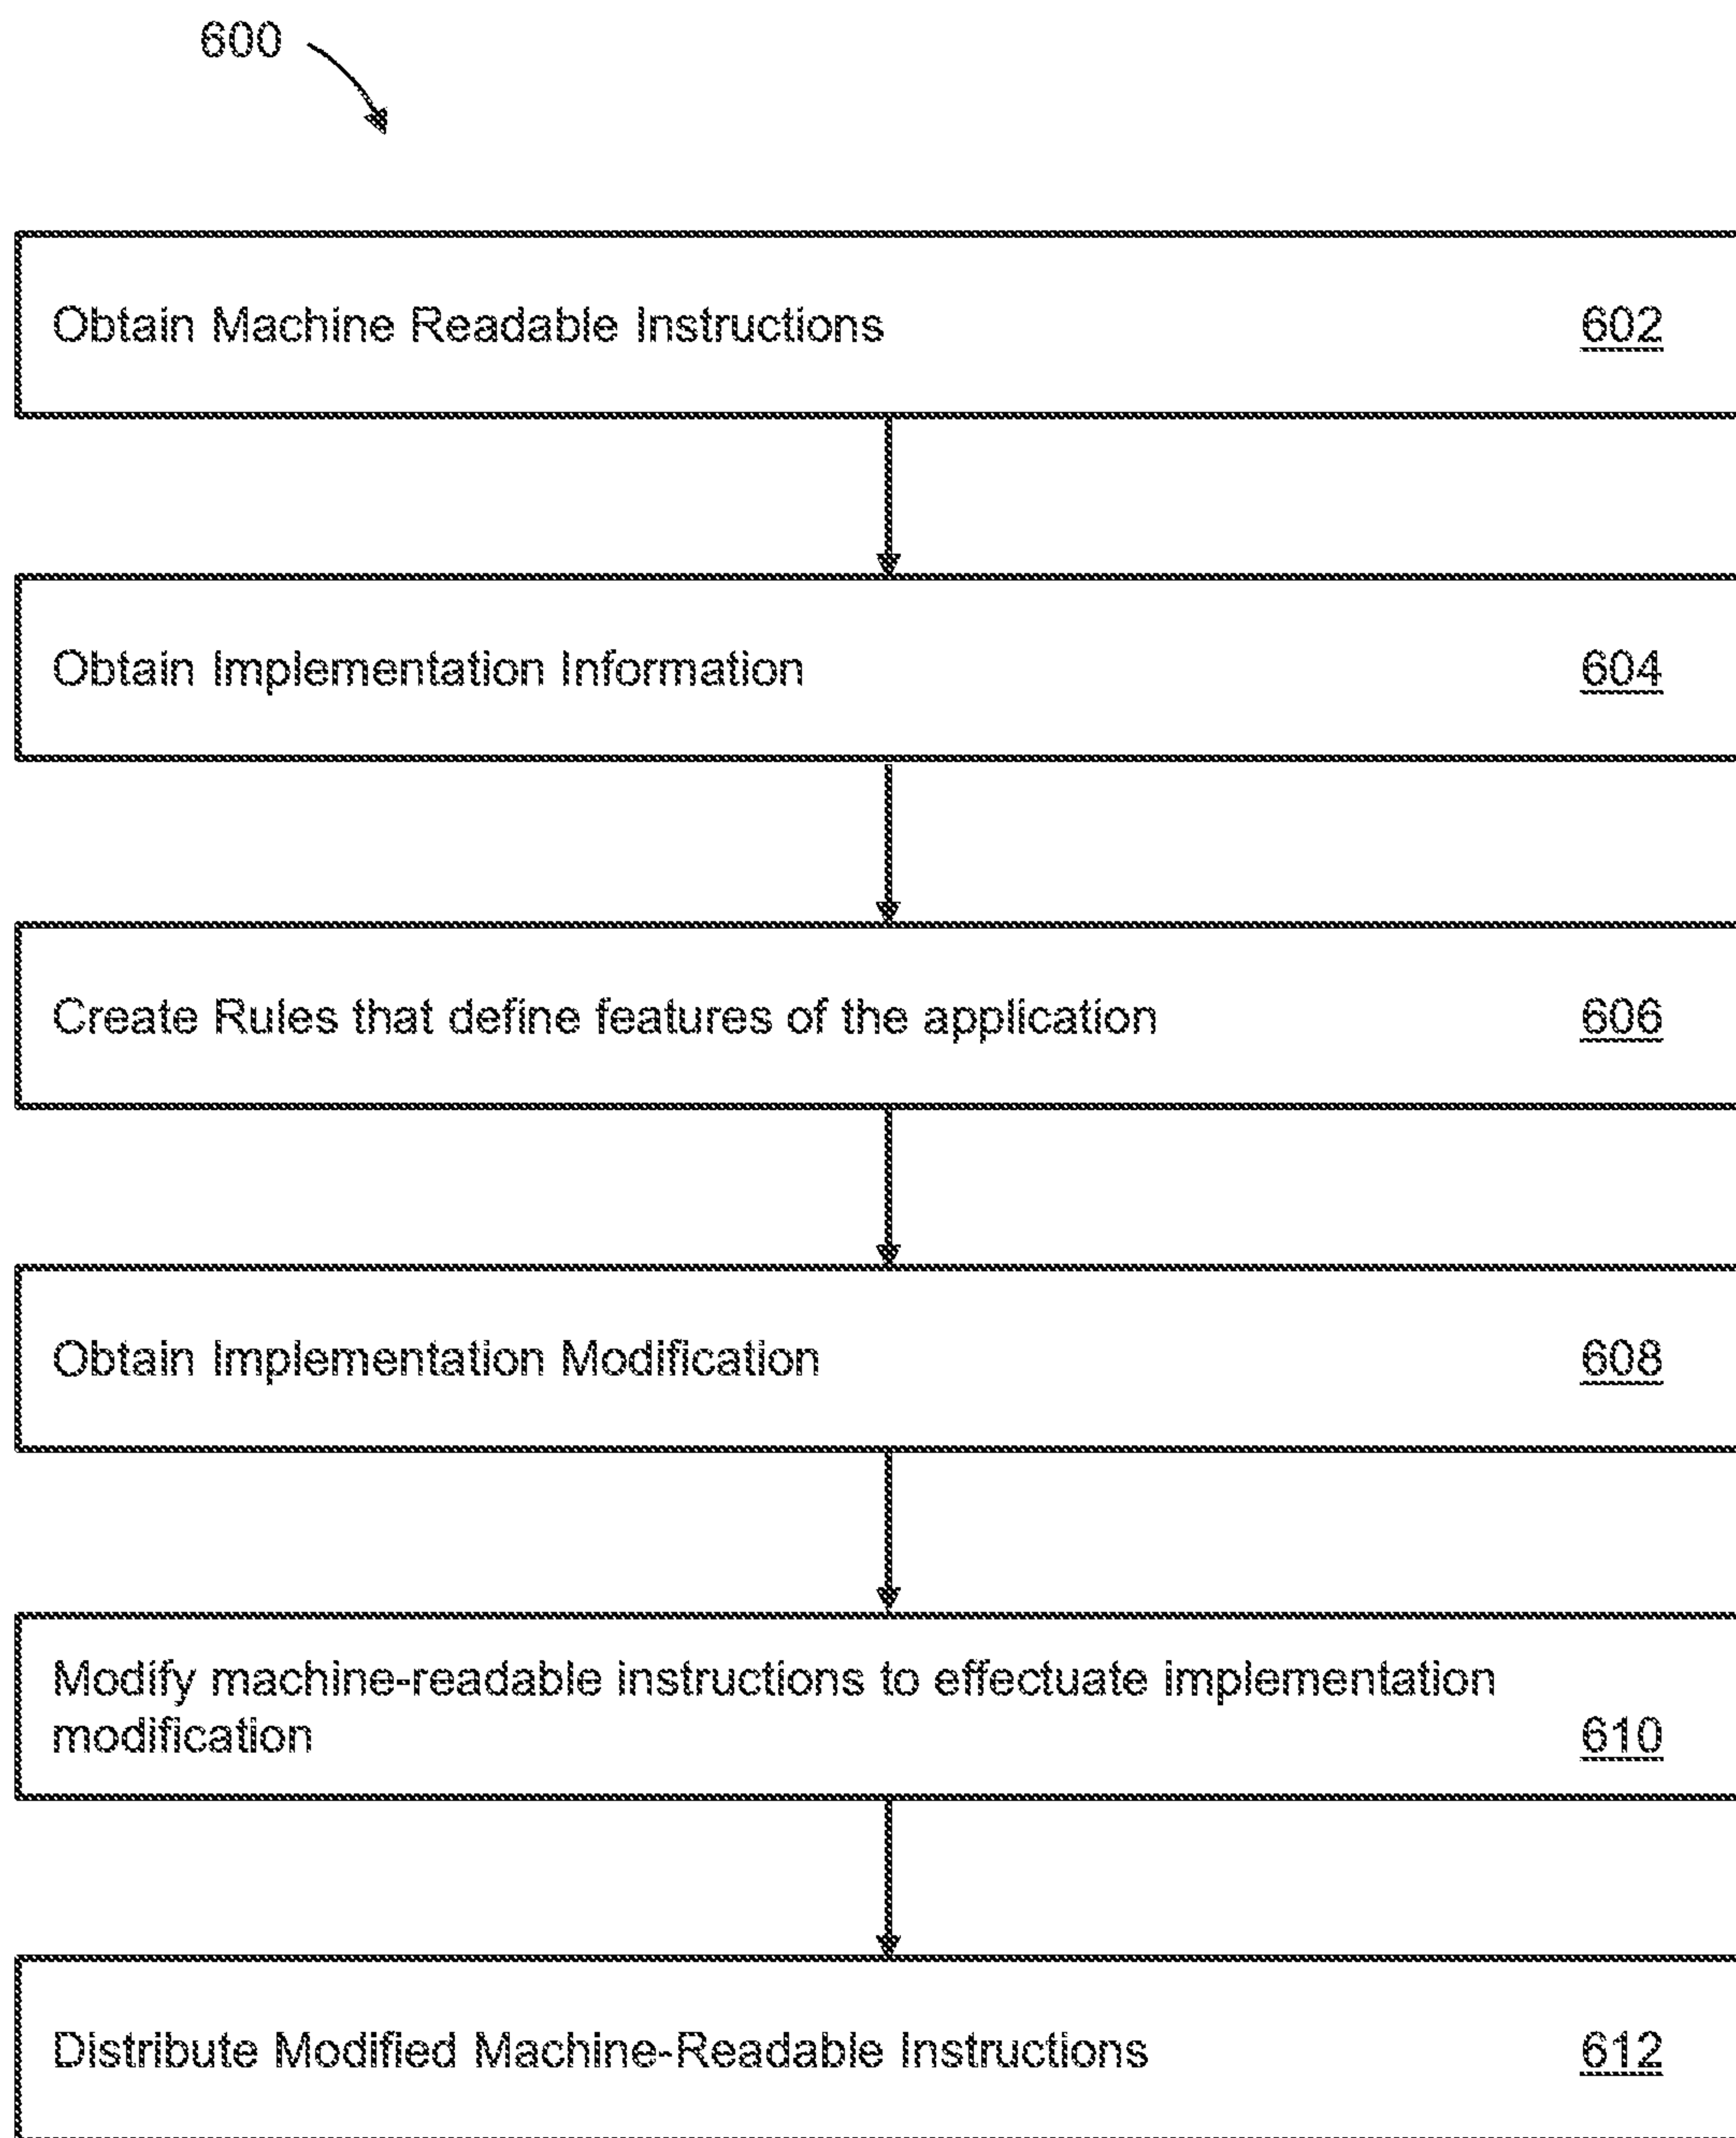 600
Obtain Machine Readable Instructions 602
Obtain Implementation Information 604
Create Rules that define features of the application 606
Obtain Implementation Modification 608
Modify machine-readable instructions to effectuate implementation
modification 610
Distribute Modified Machine-Readable Instructions 612